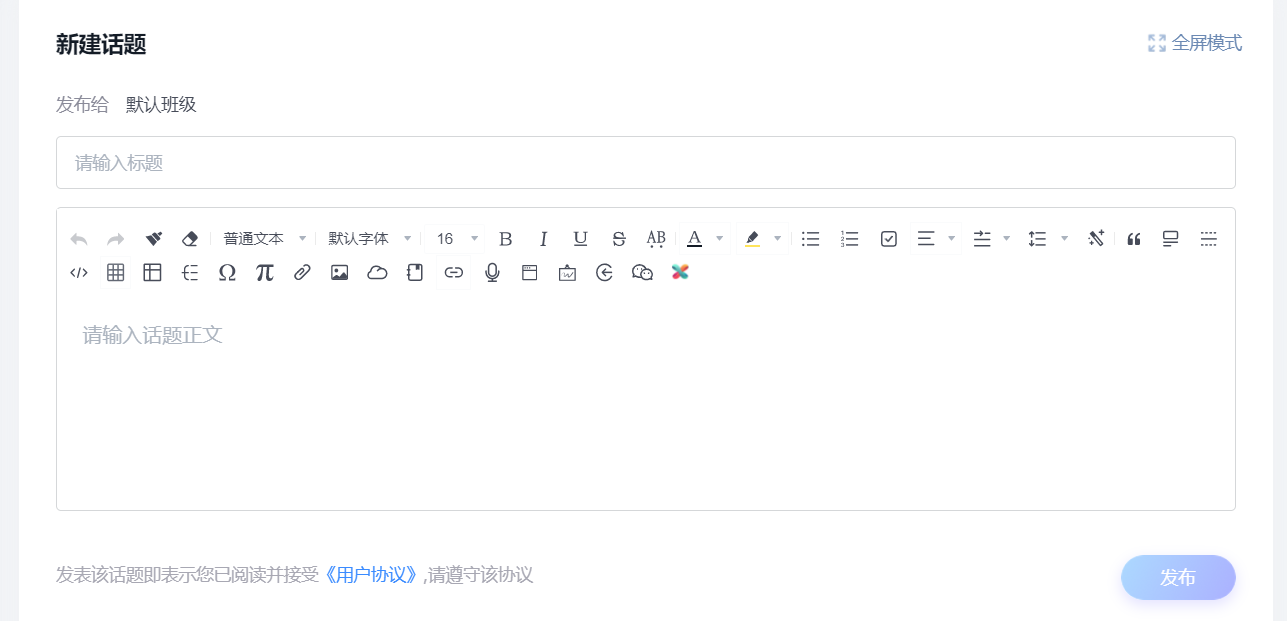 新建话题
全屏模式
发布给 默认班级
请输入标题
普通文本 默认字体 16 B I U S AB A
请输入话题正文
发表该话题即表示您已阅读并接受《用户协议》,请遵守该协议
发布